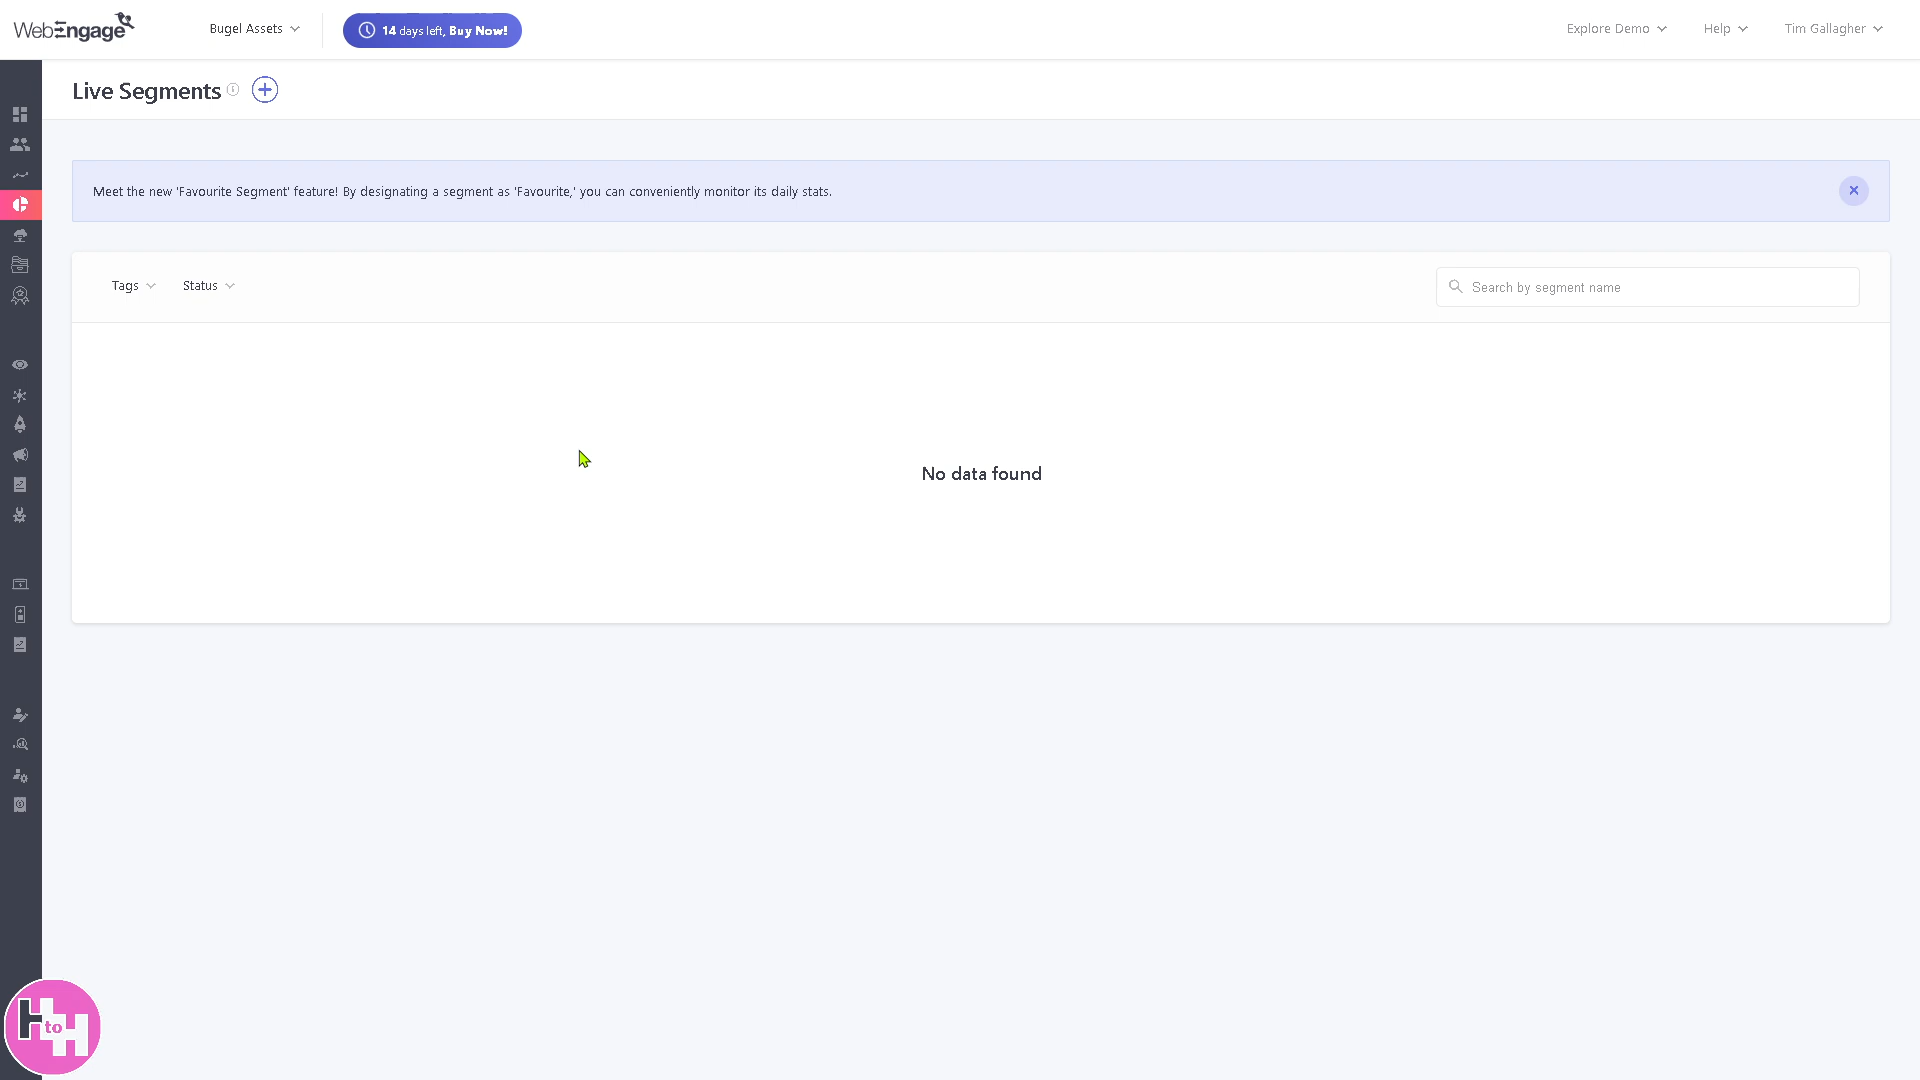 WebEngage
Bugel Assets
14 days left, Buy Now!
Explore Demo
Help
Tim Gallagher
Live Segments
Meet the new 'Favourite Segment' feature! By designating a segment as 'Favourite,' you can conveniently monitor its daily stats.
Tags
Status
Search by segment name
No data found
H to H